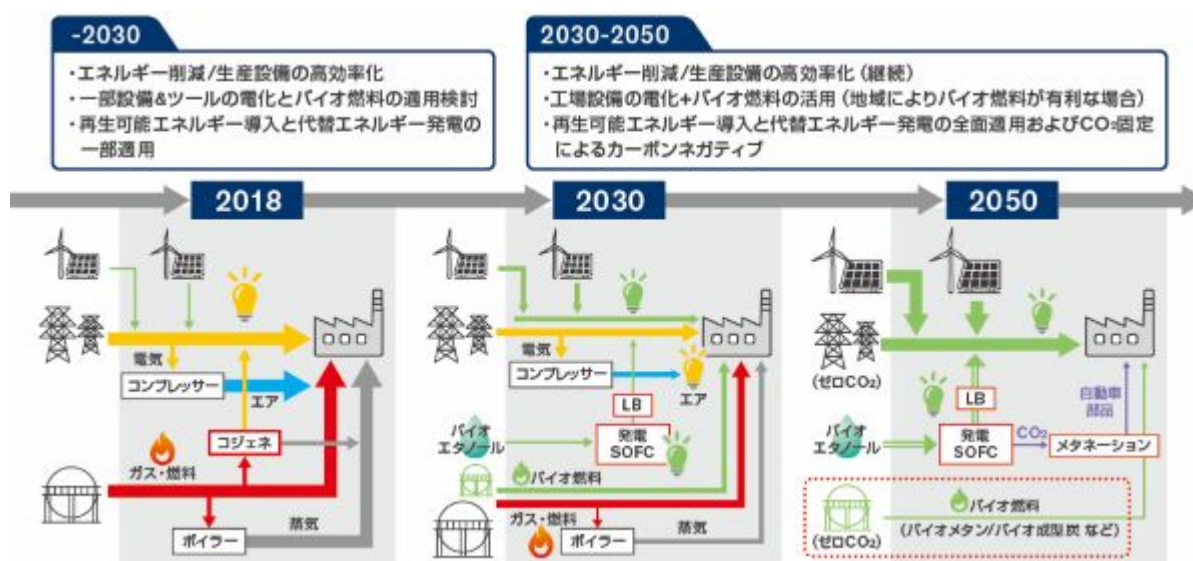 -2030
・エネルギー削減/生産設備の高効率化
・一部設備&ツールの電化とバイオ燃料の適用検討
・再生可能エネルギー導入と代替エネルギー発電の
一部適用
2030-2050
・エネルギー削減/生産設備の高効率化（継続）
・工場設備の電化+バイオ燃料の活用（地域によりバイオ燃料が有利な場合）
・再生可能エネルギー導入と代替エネルギー発電の全面適用およびCO₂固定
によるカーボンネガティブ
2018
電気
コンプレッサー
エア
コジェネ
ガス・燃料
ボイラー
蒸気
2030
電気
コンプレッサー
エア
LB
バイオ
エタノール
発電
SOFC
バイオ燃料
ガス・燃料
ボイラー
蒸気
2050
(ゼロCO₂)
LB
自動車
部品
バイオ
エタノール
発電
SOFC
CO₂
メタネーション
バイオ燃料
(ゼロCO₂)
(バイオメタン/バイオ成型炭 など)